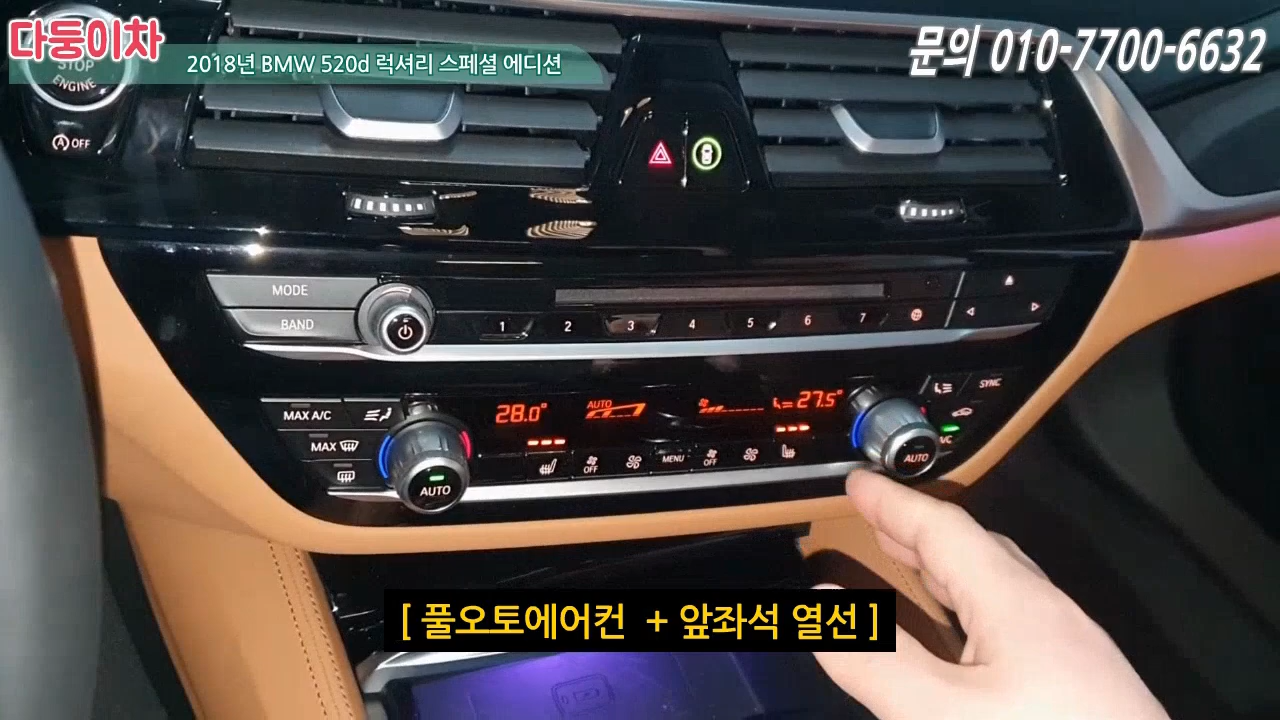 다둥이차
2018년 BMW 520d 럭셔리 스페셜 에디션
문의 010-7700-6632
STOP
ENGINE
OFF
MODE
BAND
1 2 3 4 5 6 7
MAX A/C
28.0°
AUTO
27.5°
SYNC
MAX
A/C
OFF
MENU
OFF
AUTO
AUTO
[ 풀오토에어컨 + 앞좌석 열선 ]